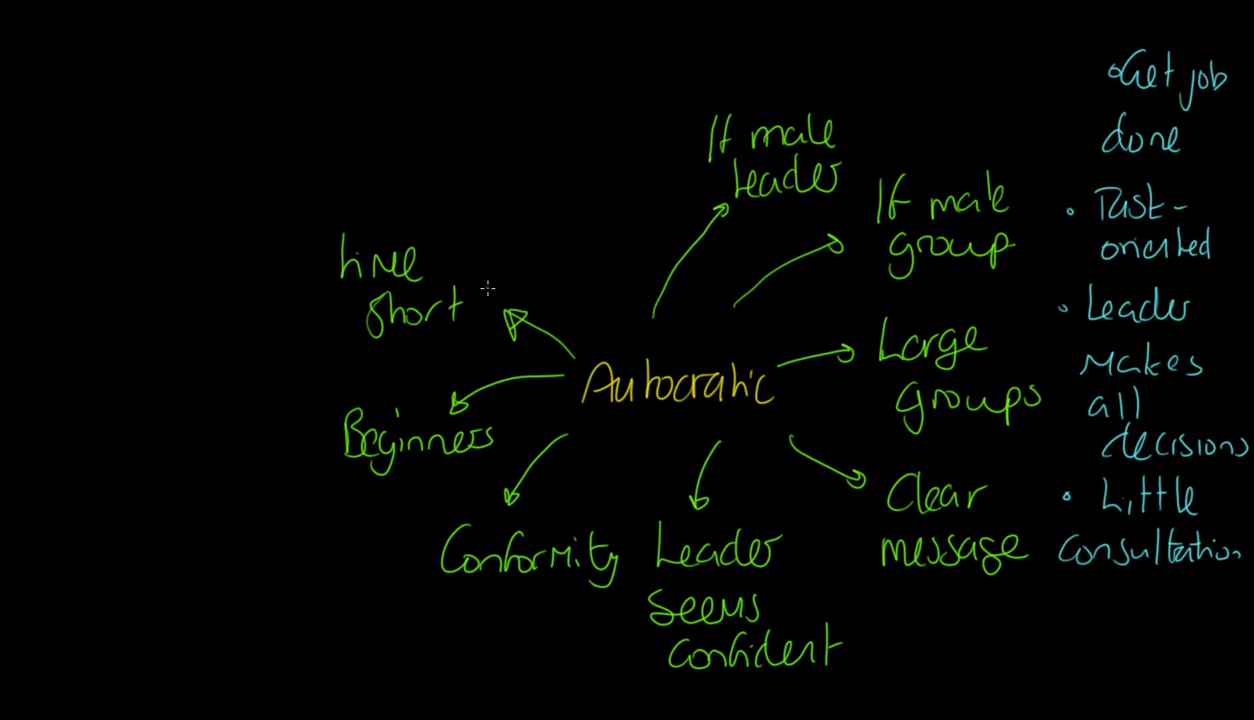 If male
leader
If male
group
Large
groups
Clear
message
Leader
seems
confident
Conformity
Beginners
time
short
Autocratic
• Get job
done
• Task-
oriented
• Leader
makes
all
decisions
• Little
consultation